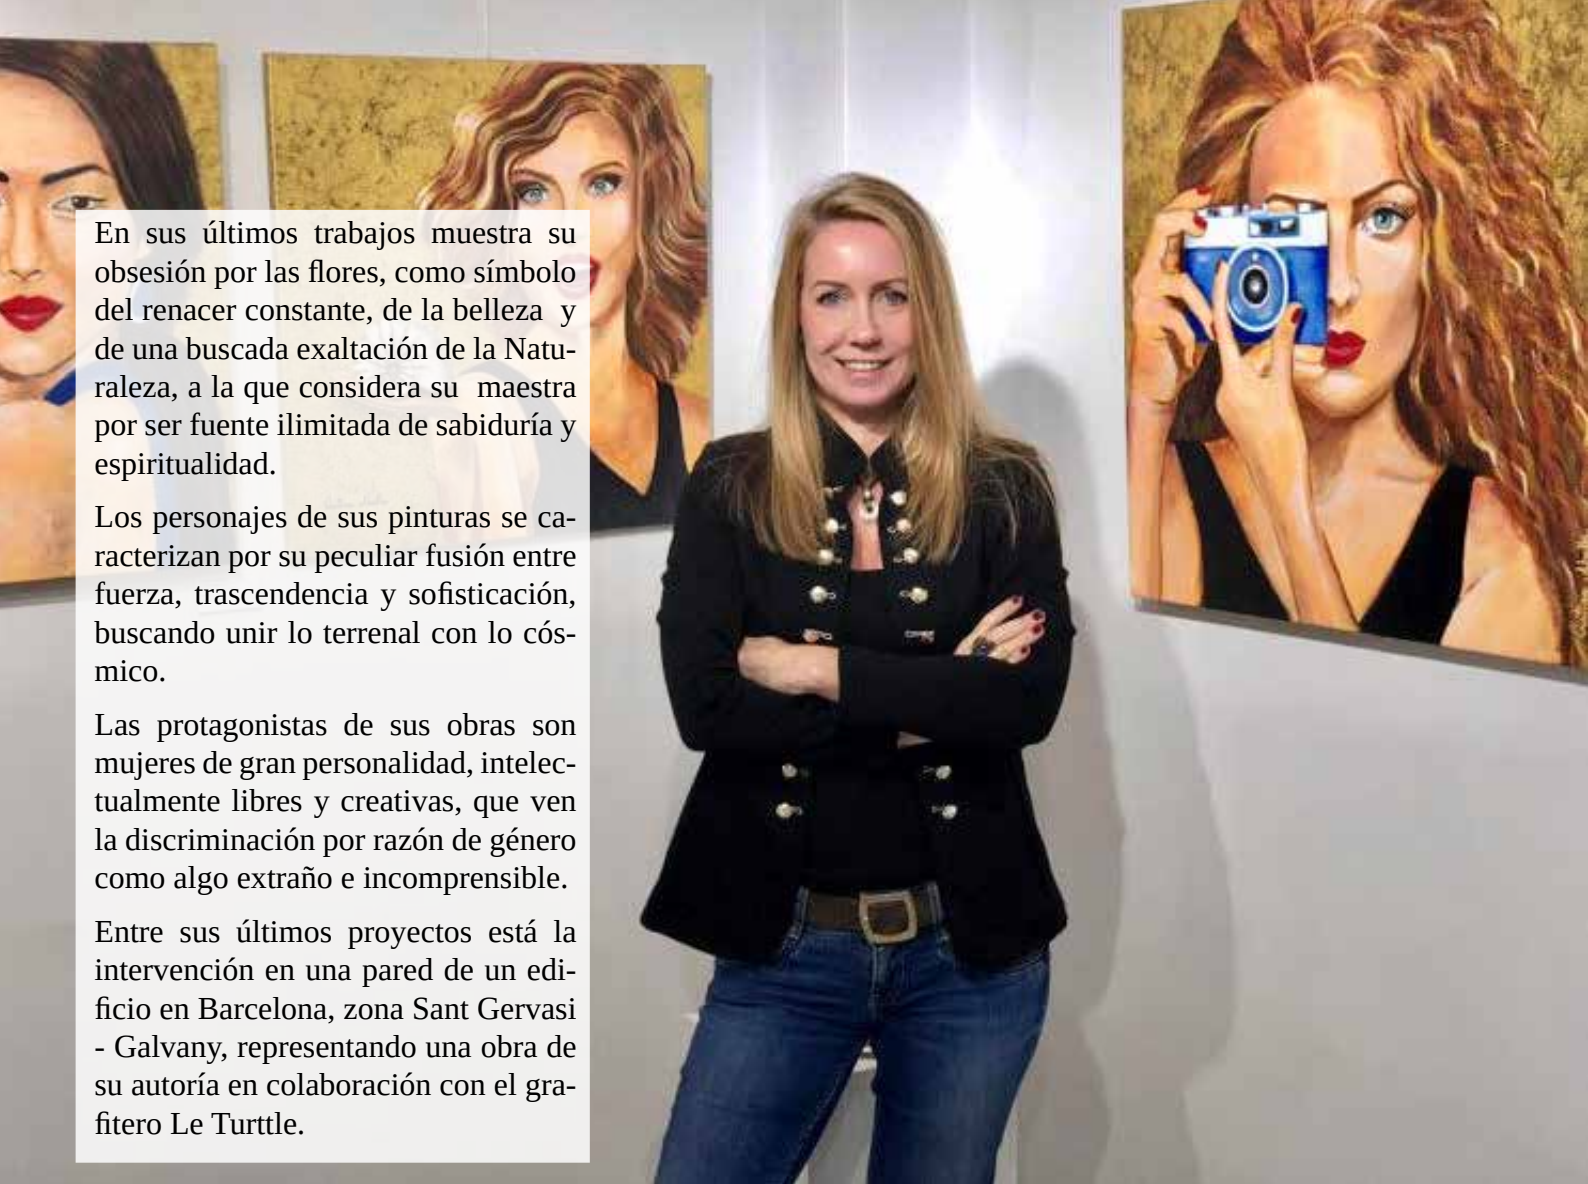 En sus últimos trabajos muestra su
obsesión por las flores, como símbolo
del renacer constante, de la belleza  y
de una buscada exaltación de la Natu-
raleza, a la que considera su  maestra
por ser fuente ilimitada de sabiduría y
espiritualidad.
Los personajes de sus pinturas se ca-
racterizan por su peculiar fusión entre
fuerza, trascendencia y sofisticación,
buscando unir lo terrenal con lo cós-
mico.
Las protagonistas de sus obras son
mujeres de gran personalidad, intelec-
tualmente libres y creativas, que ven
la discriminación por razón de género
como algo extraño e incomprensible.
Entre sus últimos proyectos está la
intervención en una pared de un edi-
ficio en Barcelona, zona Sant Gervasi
- Galvany, representando una obra de
su autoría en colaboración con el gra-
fitero Le Turttle.